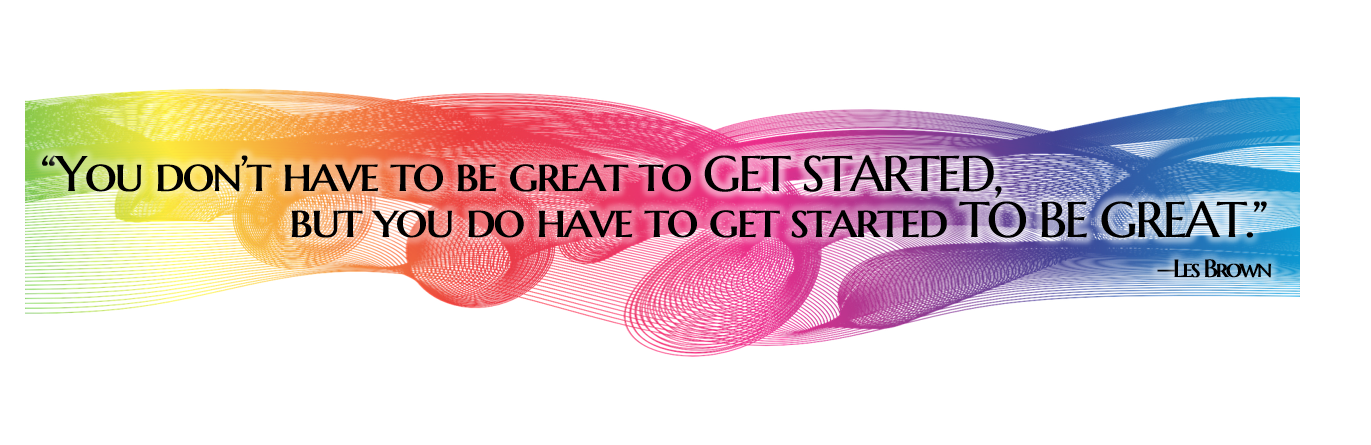 “You don’t have to be great to GET STARTED,
but you do have to get started TO BE GREAT.”
—Les Brown